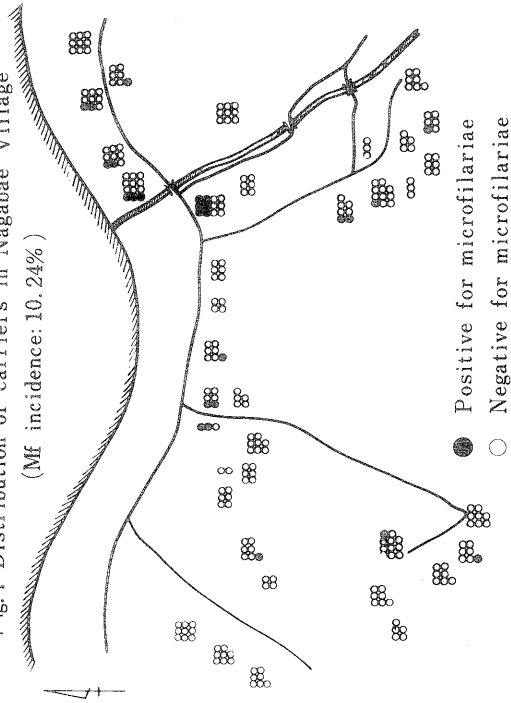 Distribution of carriers in Nagabae Village
(Mf incidence: 10.24%)
Positive for microfilariae
Negative for microfilariae